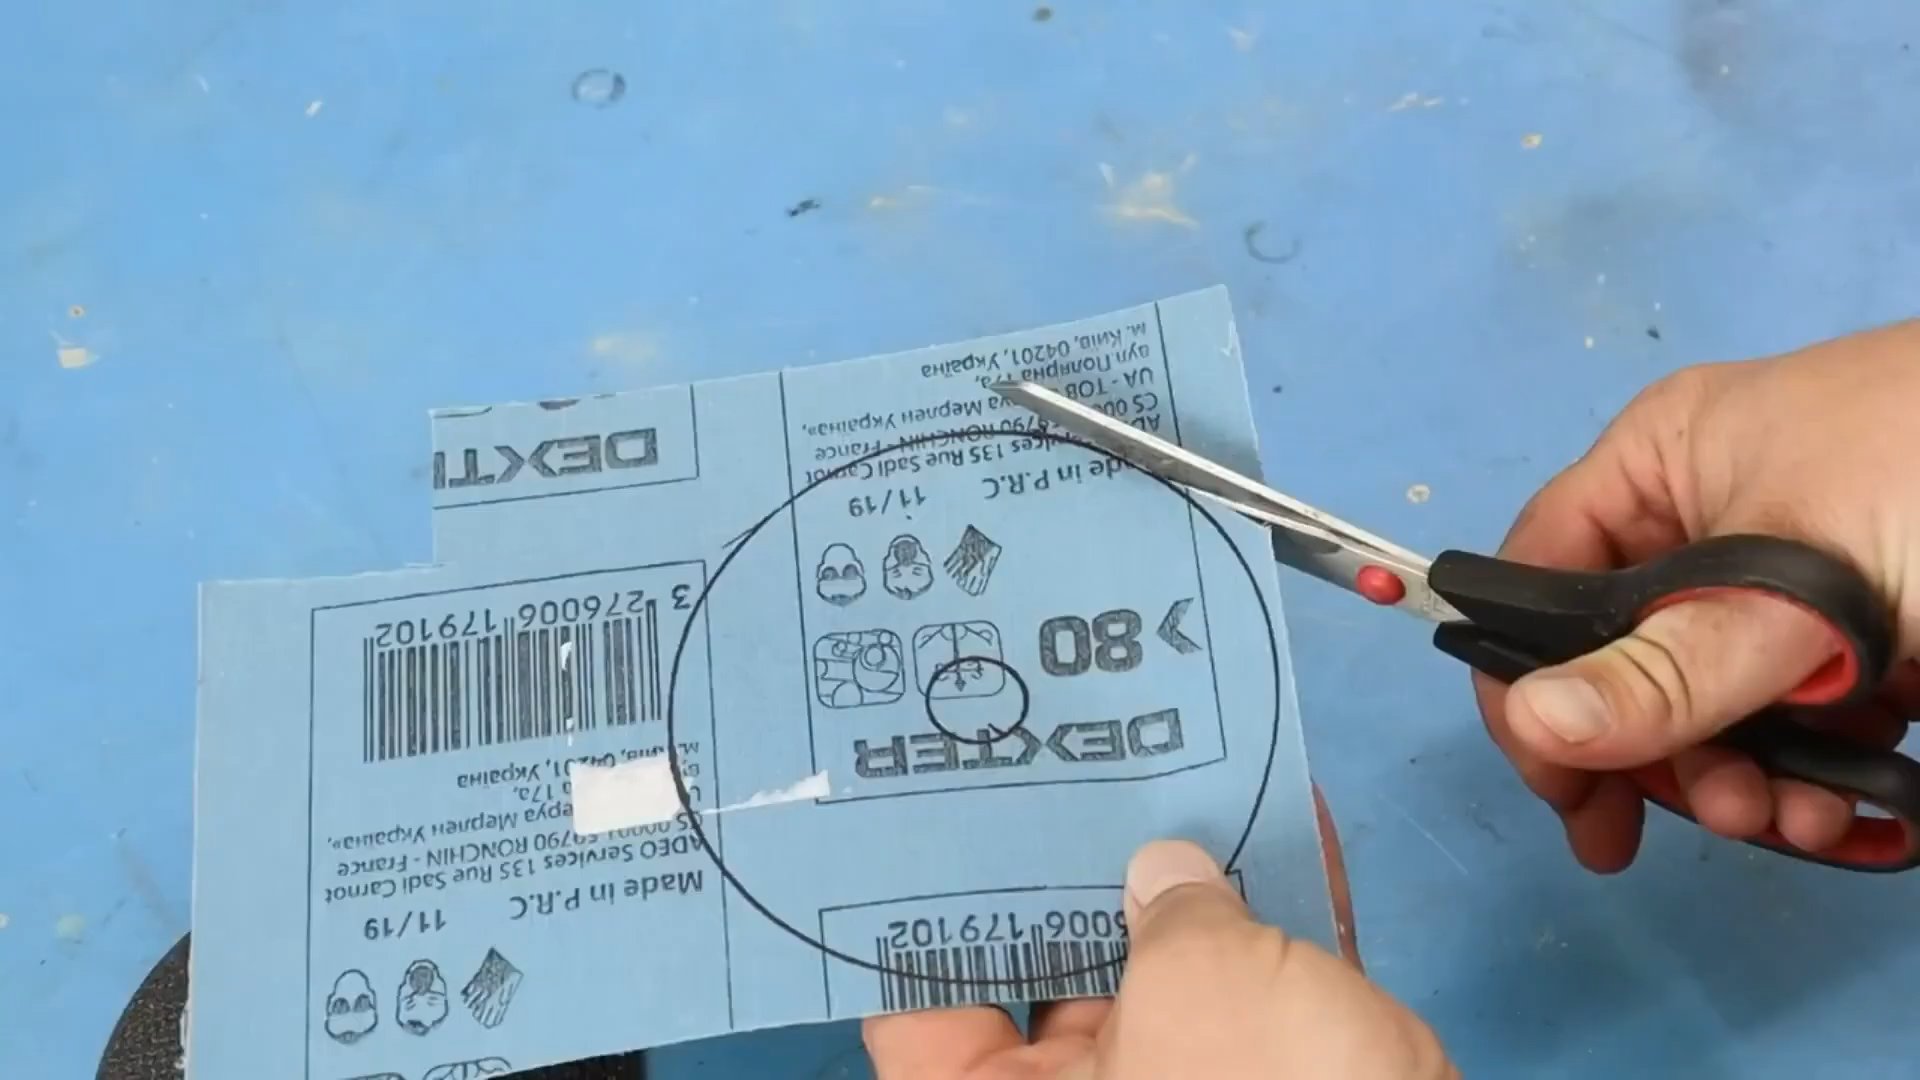 DEXTER
>80
11/19
Made in P.R.C
ADEO Services 135 Rue Sadi Carnot
59790 RONCHIN - France
Мерлен Україна»,
UA - ТОВ
вул Полярна 17а,
м. Київ, 04201, Україна
6006 179102
DEXT
11/19
Made in P.R.C
ADEO Services 135 Rue Sadi Carnot
59790 RONCHIN - France
Мерлен Україна»,
17а,
04201, Україна
3 276006 179102